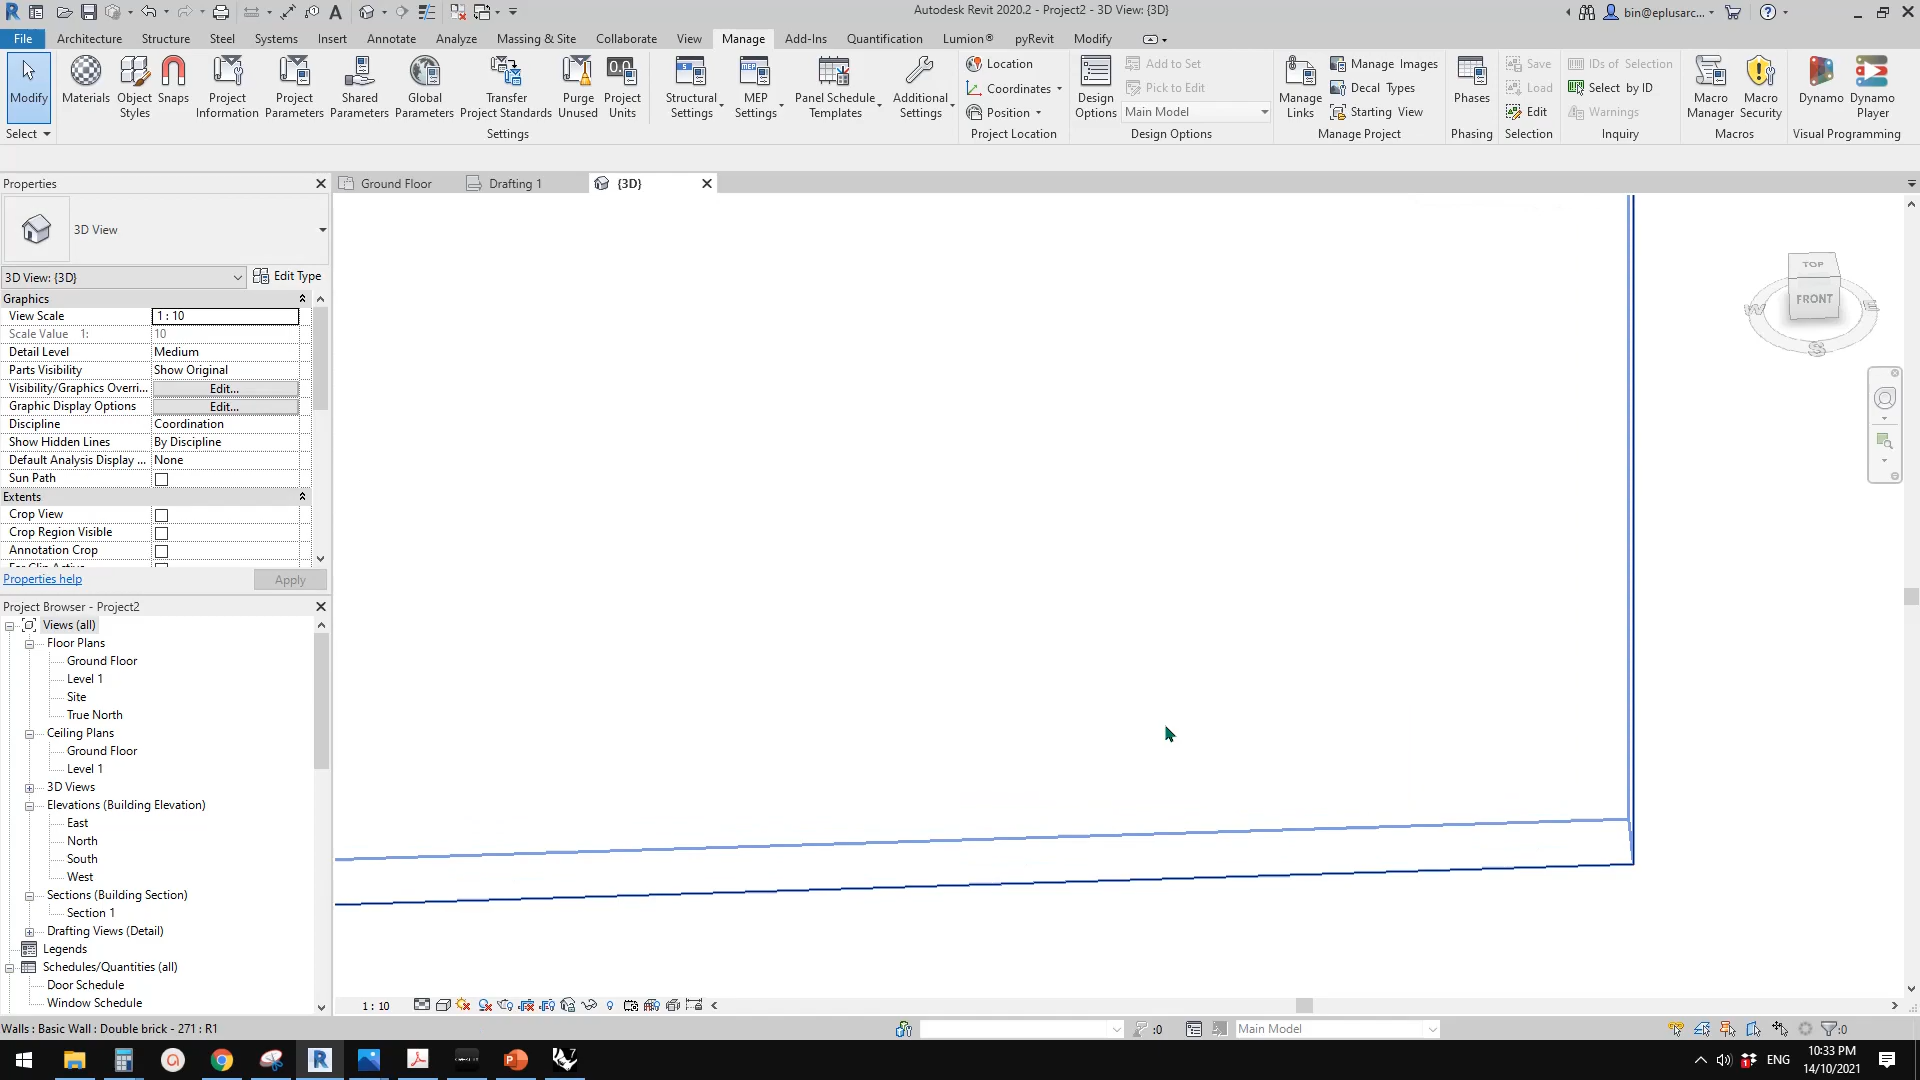 Autodesk Revit 2020.2 - Project2 - 3D View: {3D}
bin@eplusarc...
File Architecture Structure Steel Systems Insert Annotate Analyze Massing & Site Collaborate View Manage Add-Ins Quantification Lumion® pyRevit Modify
Modify
Materials
Object Styles
Snaps
Project Information
Project Parameters
Shared Parameters
Global Parameters
Transfer Project Standards
Purge Unused
Project Units
Structural Settings
MEP Settings
Panel Schedule Templates
Additional Settings
Location
Coordinates
Position
Design Options
Add to Set
Pick to Edit
Main Model
Manage Links
Manage Images
Decal Types
Starting View
Phases
Save
Load
Edit
IDs of Selection
Select by ID
Warnings
Macro Manager
Macro Security
Dynamo
Dynamo Player
Select Settings Project Location Design Options Manage Project Phasing Selection Inquiry Macros Visual Programming
Properties
Ground Floor
Drafting 1
{3D}
3D View
3D View: {3D}
Edit Type
Graphics
View Scale 1 : 10
Scale Value 1: 10
Detail Level Medium
Parts Visibility Show Original
Visibility/Graphics Overri... Edit...
Graphic Display Options Edit...
Discipline Coordination
Show Hidden Lines By Discipline
Default Analysis Display ... None
Sun Path
Extents
Crop View
Crop Region Visible
Annotation Crop
Properties help
Apply
Project Browser - Project2
Views (all)
Floor Plans
Ground Floor
Level 1
Site
True North
Ceiling Plans
Ground Floor
Level 1
3D Views
Elevations (Building Elevation)
East
North
South
West
Sections (Building Section)
Section 1
Drafting Views (Detail)
Legends
Schedules/Quantities (all)
Door Schedule
Window Schedule
TOP
FRONT
W
E
S
1 : 10
Walls : Basic Wall : Double brick - 271 : R1
:0
Main Model
:0
ENG
10:33 PM
14/10/2021